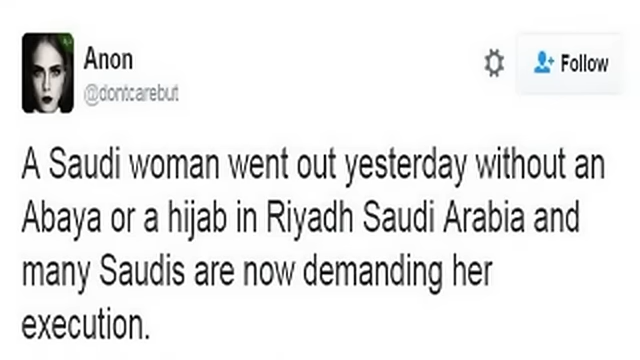 Anon
@dontcarebut
Follow
A Saudi woman went out yesterday without an
Abaya or a hijab in Riyadh Saudi Arabia and
many Saudis are now demanding her
execution.